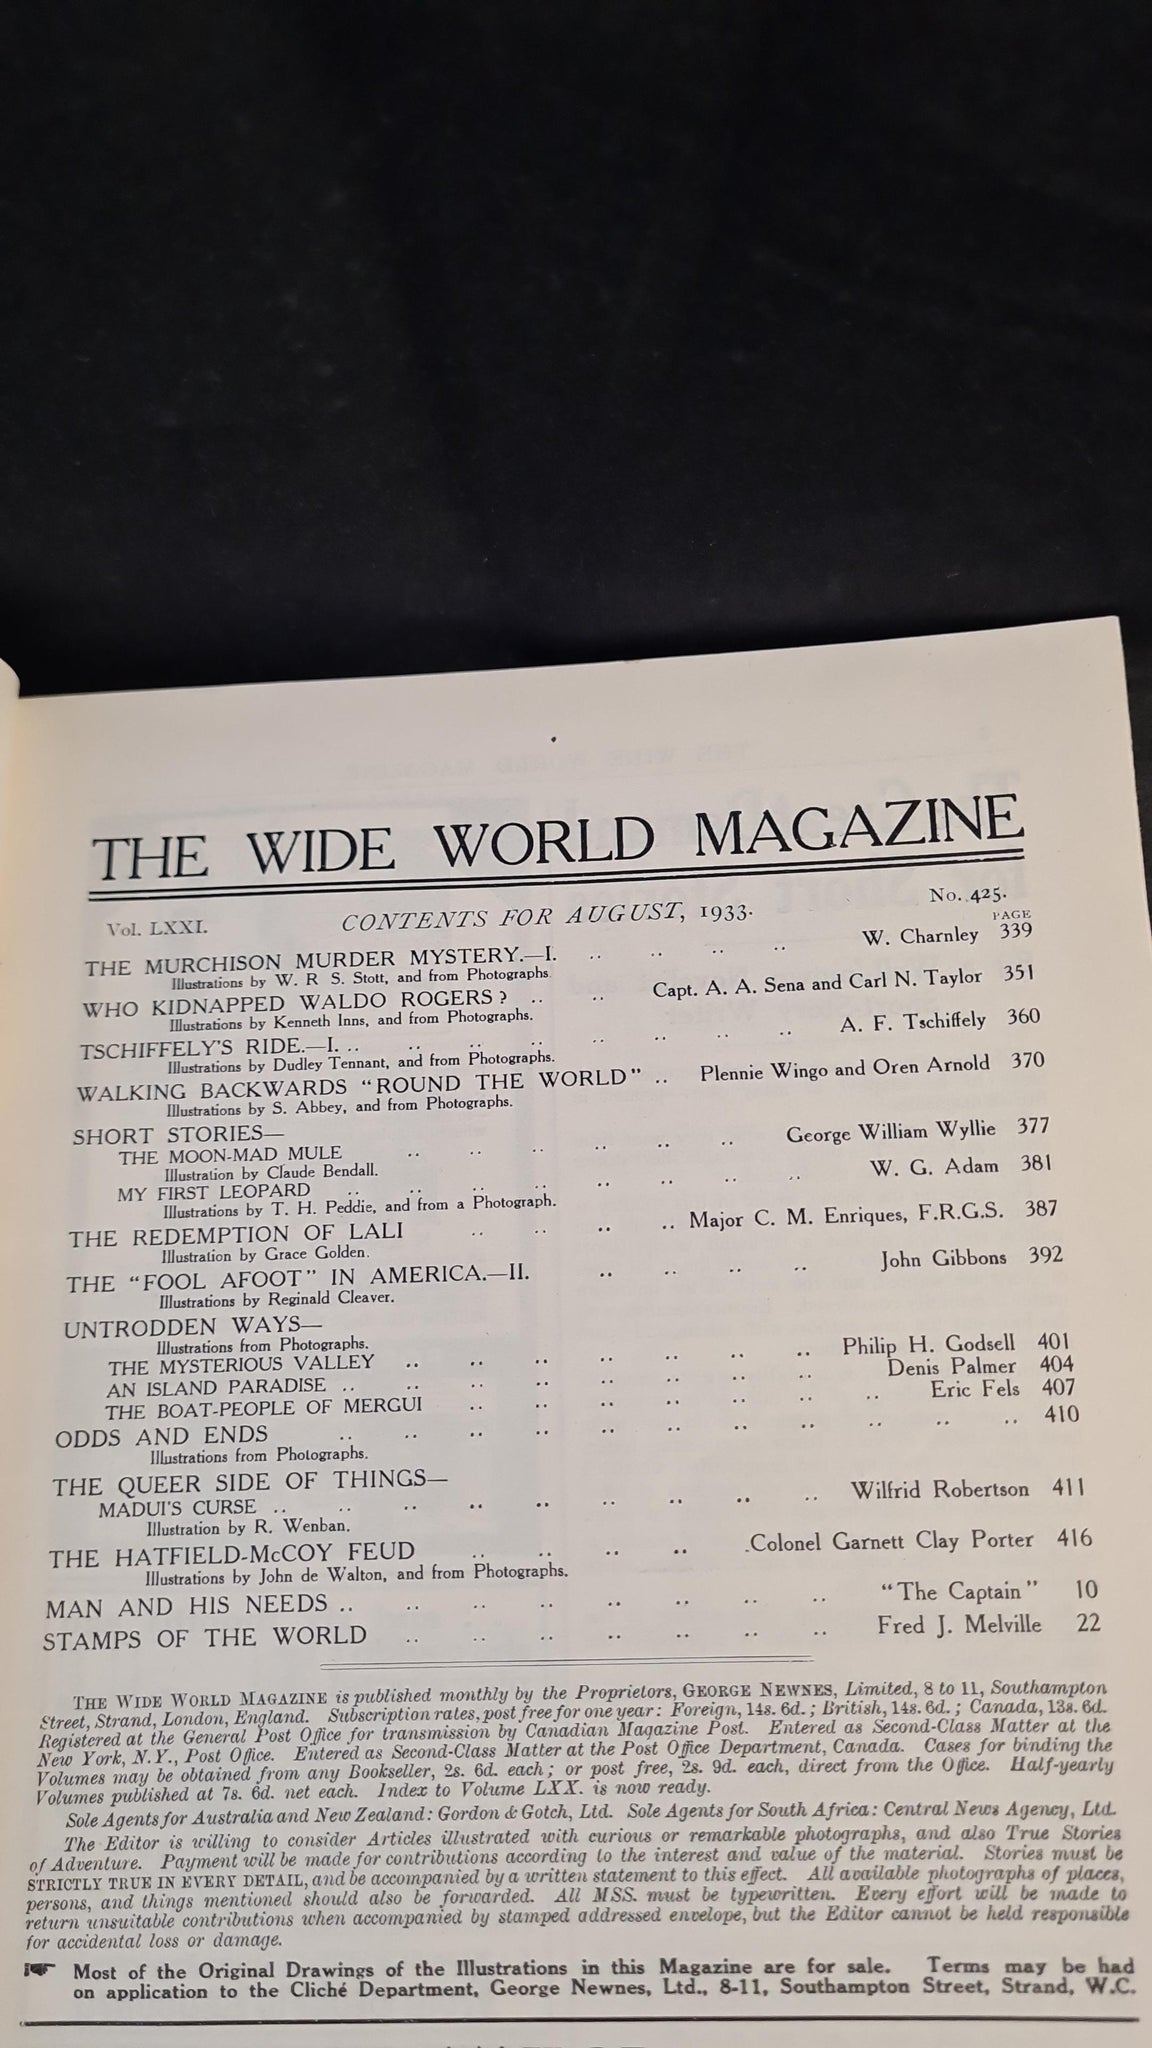 THE WIDE WORLD MAGAZINE
Vol. LXXI. CONTENTS FOR AUGUST, 1933. No. 425.
PAGE
THE MURCHISON MURDER MYSTERY.—I. .. .. .. .. W. Charnley 339
Illustrations by W. R. S. Stott, and from Photographs.
WHO KIDNAPPED WALDO ROGERS? .. .. Capt. A. A. Sena and Carl N. Taylor 351
Illustrations by Kenneth Inns, and from Photographs.
TSCHIFFELY'S RIDE.—I. .. .. .. .. .. .. .. .. A. F. Tschiffely 360
Illustrations by Dudley Tennant, and from Photographs.
WALKING BACKWARDS "ROUND THE WORLD" .. Plennie Wingo and Oren Arnold 370
Illustrations by S. Abbey, and from Photographs.
SHORT STORIES—
THE MOON-MAD MULE .. .. .. .. .. .. George William Wyllie 377
Illustration by Claude Bendall.
MY FIRST LEOPARD .. .. .. .. .. .. .. .. W. G. Adam 381
Illustrations by T. H. Peddie, and from a Photograph.
THE REDEMPTION OF LALI .. .. .. .. Major C. M. Enriques, F.R.G.S. 387
Illustration by Grace Golden.
THE "FOOL AFOOT" IN AMERICA.—II. .. .. .. .. John Gibbons 392
Illustrations by Reginald Cleaver.
UNTRODDEN WAYS—
Illustrations from Photographs.
THE MYSTERIOUS VALLEY .. .. .. .. .. .. .. Philip H. Godsell 401
AN ISLAND PARADISE .. .. .. .. .. .. .. .. Denis Palmer 404
THE BOAT-PEOPLE OF MERGUI .. .. .. .. .. .. .. Eric Fels 407
ODDS AND ENDS .. .. .. .. .. .. .. .. .. .. .. 410
Illustrations from Photographs.
THE QUEER SIDE OF THINGS—
MADUI'S CURSE .. .. .. .. .. .. .. .. .. Wilfrid Robertson 411
Illustration by R. Wenban.
THE HATFIELD-McCOY FEUD .. .. .. .. .Colonel Garnett Clay Porter 416
Illustrations by John de Walton, and from Photographs.
MAN AND HIS NEEDS .. .. .. .. .. .. .. .. "The Captain" 10
STAMPS OF THE WORLD .. .. .. .. .. .. .. Fred J. Melville 22
THE WIDE WORLD MAGAZINE is published monthly by the Proprietors, GEORGE NEWNES, Limited, 8 to 11, Southampton
Street, Strand, London, England. Subscription rates, post free for one year: Foreign, 14s. 6d.; British, 14s. 6d.; Canada, 13s. 6d.
Registered at the General Post Office for transmission by Canadian Magazine Post. Entered as Second-Class Matter at the
New York, N.Y., Post Office. Entered as Second-Class Matter at the Post Office Department, Canada. Cases for binding the
Volumes may be obtained from any Bookseller, 2s. 6d. each; or post free, 2s. 9d. each, direct from the Office. Half-yearly
Volumes published at 7s. 6d. net each. Index to Volume LXX. is now ready.
Sole Agents for Australia and New Zealand: Gordon & Gotch, Ltd. Sole Agents for South Africa: Central News Agency, Ltd.
The Editor is willing to consider Articles illustrated with curious or remarkable photographs, and also True Stories
of Adventure. Payment will be made for contributions according to the interest and value of the material. Stories must be
STRICTLY TRUE IN EVERY DETAIL, and be accompanied by a written statement to this effect. All available photographs of places,
persons, and things mentioned should also be forwarded. All MSS. must be typewritten. Every effort will be made to
return unsuitable contributions when accompanied by stamped addressed envelope, but the Editor cannot be held responsible
for accidental loss or damage.
☛ Most of the Original Drawings of the Illustrations in this Magazine are for sale. Terms may be had
on application to the Cliché Department, George Newnes, Ltd., 8-11, Southampton Street, Strand, W.C.